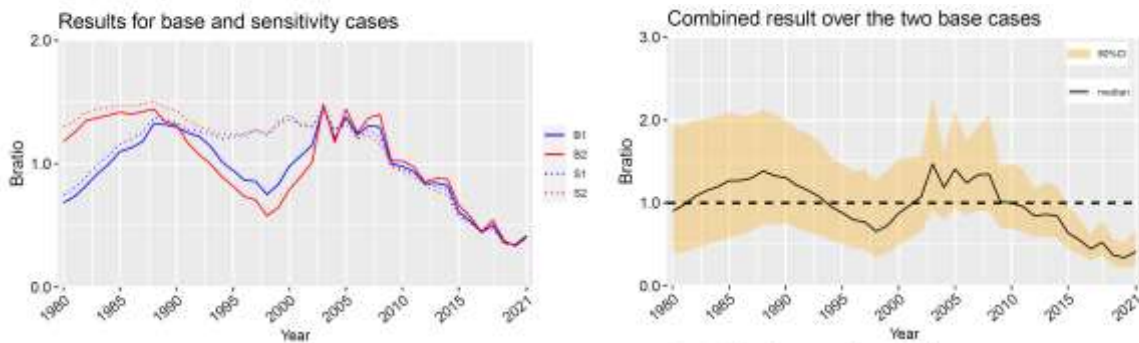 Results for base and sensitivity cases
2.0
1.0
0.0
Bratio
1980
1985
1990
1995
2000
2005
2010
2015
2021
Year
B1
B2
S1
S2
Combined result over the two base cases
3.0
2.0
1.0
0.0
Bratio
1980
1985
1990
1995
2000
2005
2010
2015
2021
Year
median